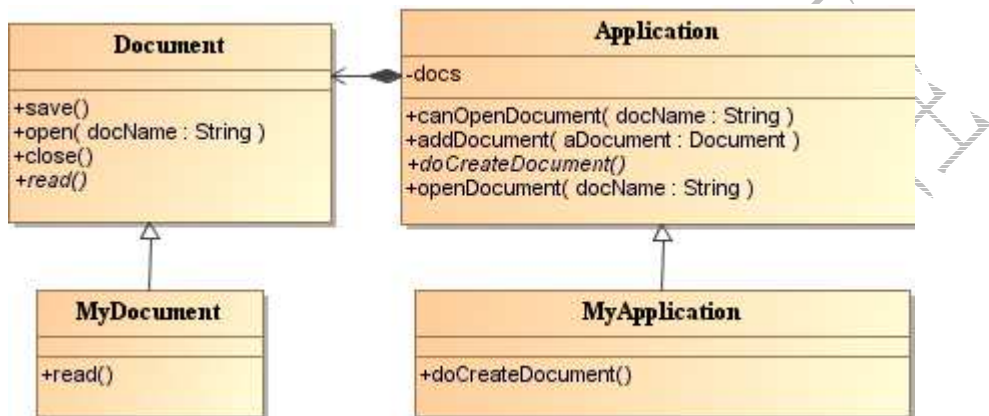 Document
+save()
+open( docName : String )
+close()
+read()
Application
-docs
+canOpenDocument( docName : String )
+addDocument( aDocument : Document )
+doCreateDocument()
+openDocument( docName : String )
MyDocument
+read()
MyApplication
+doCreateDocument()